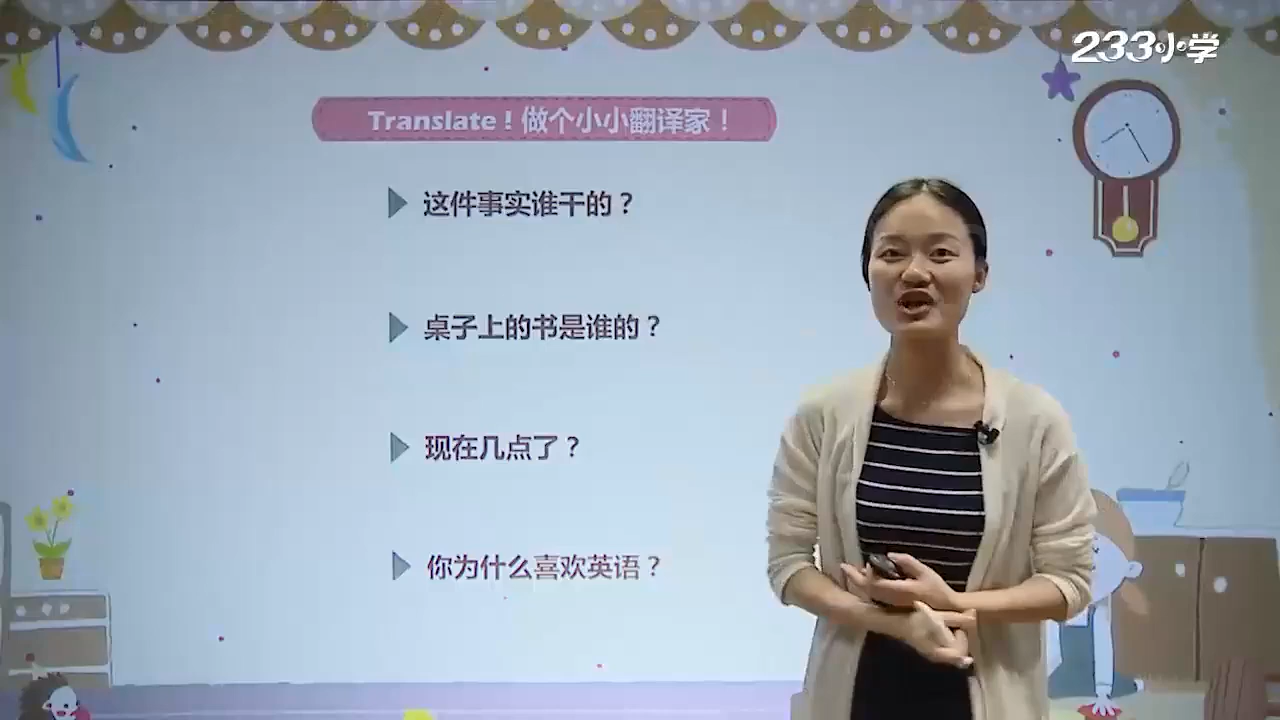 233小学
Translate！做个小小翻译家！
这件事实谁干的？
桌子上的书是谁的？
现在几点了？
你为什么喜欢英语？